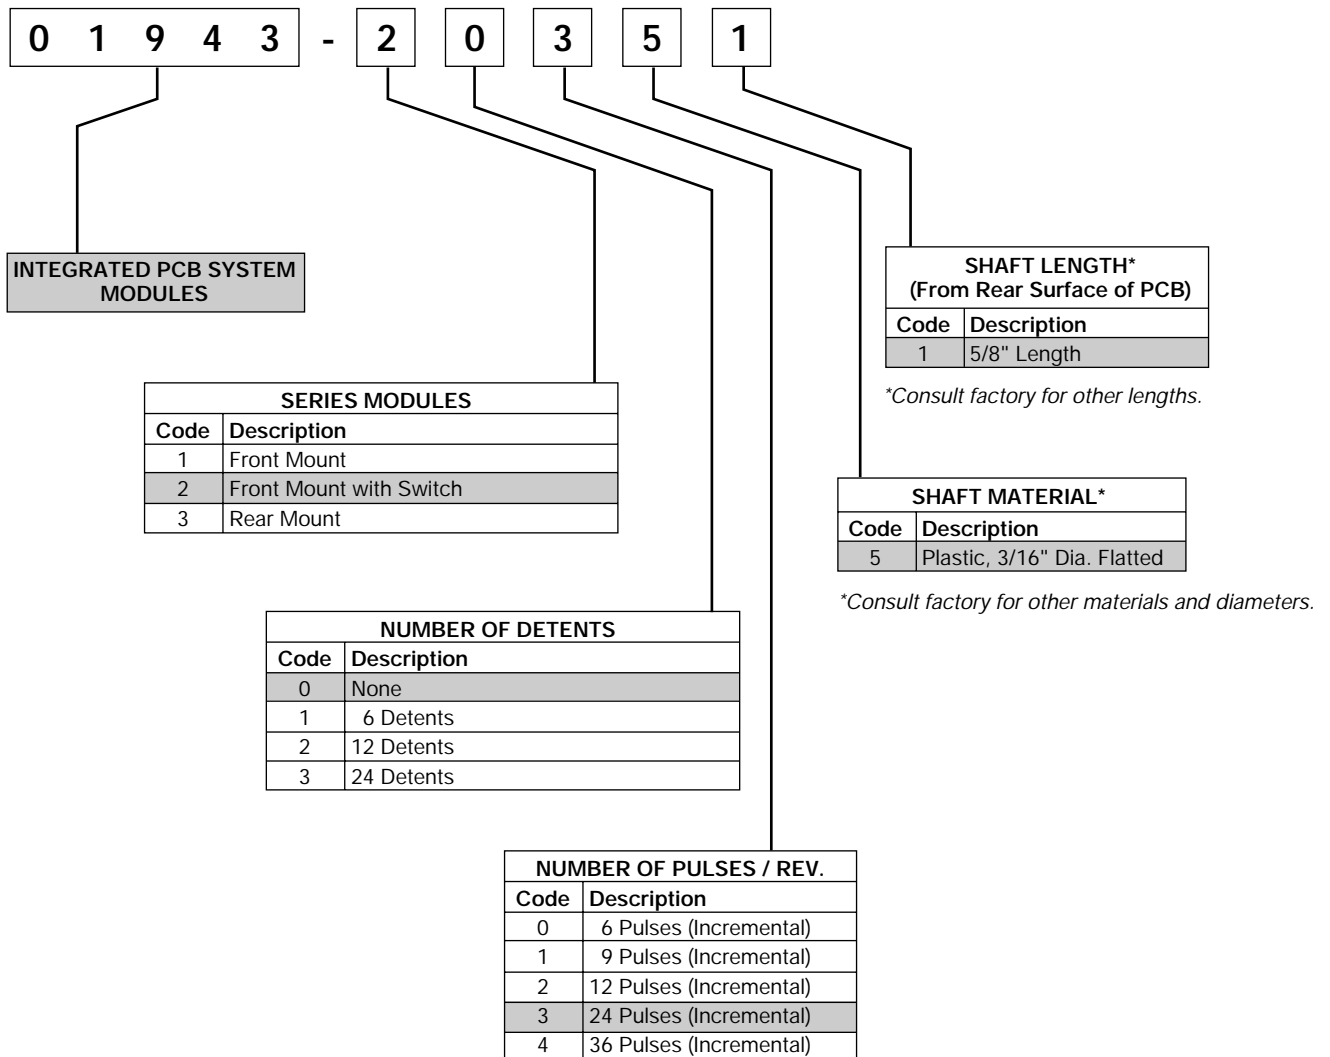 0 1 9 4 3 - 2 0 3 5 1
INTEGRATED PCB SYSTEM
MODULES
SHAFT LENGTH*
(From Rear Surface of PCB)
Code Description
1 5/8" Length
*Consult factory for other lengths.
SERIES MODULES
Code Description
1 Front Mount
2 Front Mount with Switch
3 Rear Mount
SHAFT MATERIAL*
Code Description
5 Plastic, 3/16" Dia. Flatted
*Consult factory for other materials and diameters.
NUMBER OF DETENTS
Code Description
0 None
1 6 Detents
2 12 Detents
3 24 Detents
NUMBER OF PULSES / REV.
Code Description
0 6 Pulses (Incremental)
1 9 Pulses (Incremental)
2 12 Pulses (Incremental)
3 24 Pulses (Incremental)
4 36 Pulses (Incremental)